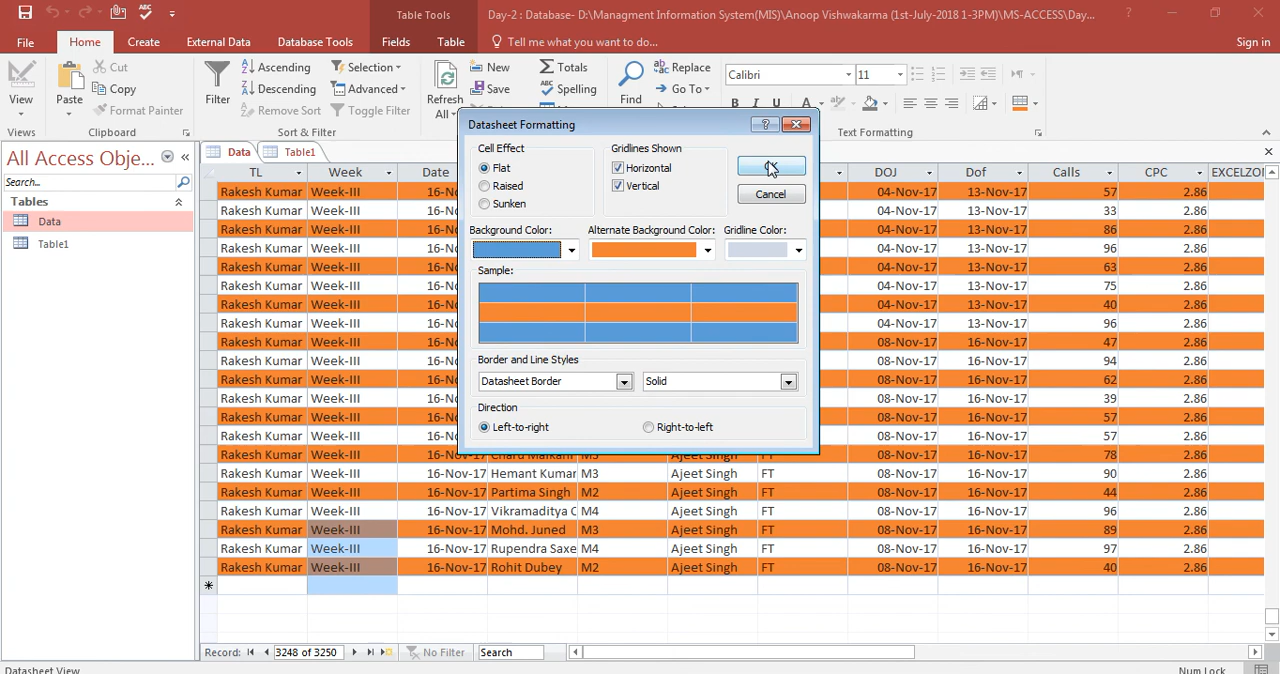 Table Tools
Day-2 : Database- D:\Managment Information System(MIS)\Anoop Vishwakarma (1st-July-2018 1-3PM)\MS-ACCESS\Day...
File Home Create External Data Database Tools Fields Table Tell me what you want to do... Sign in
View
Views
Paste
Cut
Copy
Format Painter
Clipboard
Filter
Ascending
Descending
Remove Sort
Selection
Advanced
Toggle Filter
Sort & Filter
Refresh
All
New
Save
Totals
Spelling
Find
Replace
Go To
Calibri 11
B I U A
Text Formatting
All Access Obje...
Search...
Tables
Data
Table1
Data Table1
TL Week Date DOJ Dof Calls CPC EXCELZO
Rakesh Kumar Week-III 04-Nov-17 13-Nov-17 57 2.86
Rakesh Kumar Week-III 04-Nov-17 13-Nov-17 33 2.86
Rakesh Kumar Week-III 04-Nov-17 13-Nov-17 86 2.86
Rakesh Kumar Week-III 04-Nov-17 13-Nov-17 96 2.86
Rakesh Kumar Week-III 04-Nov-17 13-Nov-17 63 2.86
Rakesh Kumar Week-III 04-Nov-17 13-Nov-17 75 2.86
Rakesh Kumar Week-III 04-Nov-17 13-Nov-17 40 2.86
Rakesh Kumar Week-III 04-Nov-17 13-Nov-17 96 2.86
Rakesh Kumar Week-III 08-Nov-17 16-Nov-17 47 2.86
Rakesh Kumar Week-III 08-Nov-17 16-Nov-17 94 2.86
Rakesh Kumar Week-III 08-Nov-17 16-Nov-17 62 2.86
Rakesh Kumar Week-III 08-Nov-17 16-Nov-17 39 2.86
Rakesh Kumar Week-III 08-Nov-17 16-Nov-17 57 2.86
Rakesh Kumar Week-III 08-Nov-17 16-Nov-17 57 2.86
Rakesh Kumar Week-III 08-Nov-17 16-Nov-17 78 2.86
Rakesh Kumar Week-III 16-Nov-17 Hemant Kumar M3 Ajeet Singh FT 08-Nov-17 16-Nov-17 90 2.86
Rakesh Kumar Week-III 16-Nov-17 Partima Singh M2 Ajeet Singh FT 08-Nov-17 16-Nov-17 44 2.86
Rakesh Kumar Week-III 16-Nov-17 Vikramaditya C M4 Ajeet Singh FT 08-Nov-17 16-Nov-17 96 2.86
Rakesh Kumar Week-III 16-Nov-17 Mohd. Juned M3 Ajeet Singh FT 08-Nov-17 16-Nov-17 89 2.86
Rakesh Kumar Week-III 16-Nov-17 Rupendra Saxe M4 Ajeet Singh FT 08-Nov-17 16-Nov-17 97 2.86
Rakesh Kumar Week-III 16-Nov-17 Rohit Dubey M2 Ajeet Singh FT 08-Nov-17 16-Nov-17 40 2.86
Datasheet Formatting
Cell Effect
Flat
Raised
Sunken
Gridlines Shown
Horizontal
Vertical
Cancel
Background Color: Alternate Background Color: Gridline Color:
Sample:
Border and Line Styles
Datasheet Border Solid
Direction
Left-to-right Right-to-left
Record: 3248 of 3250 No Filter Search
Datasheet View Num Lock